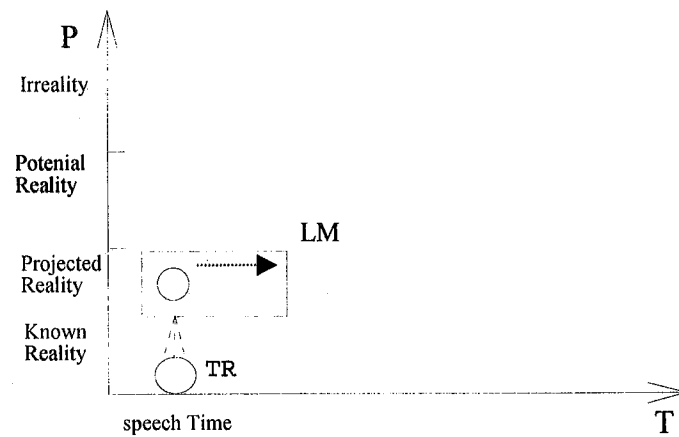 P
Irreality
Potenial
Reality
LM
Projected
Reality
Known
Reality
TR
speech Time
T